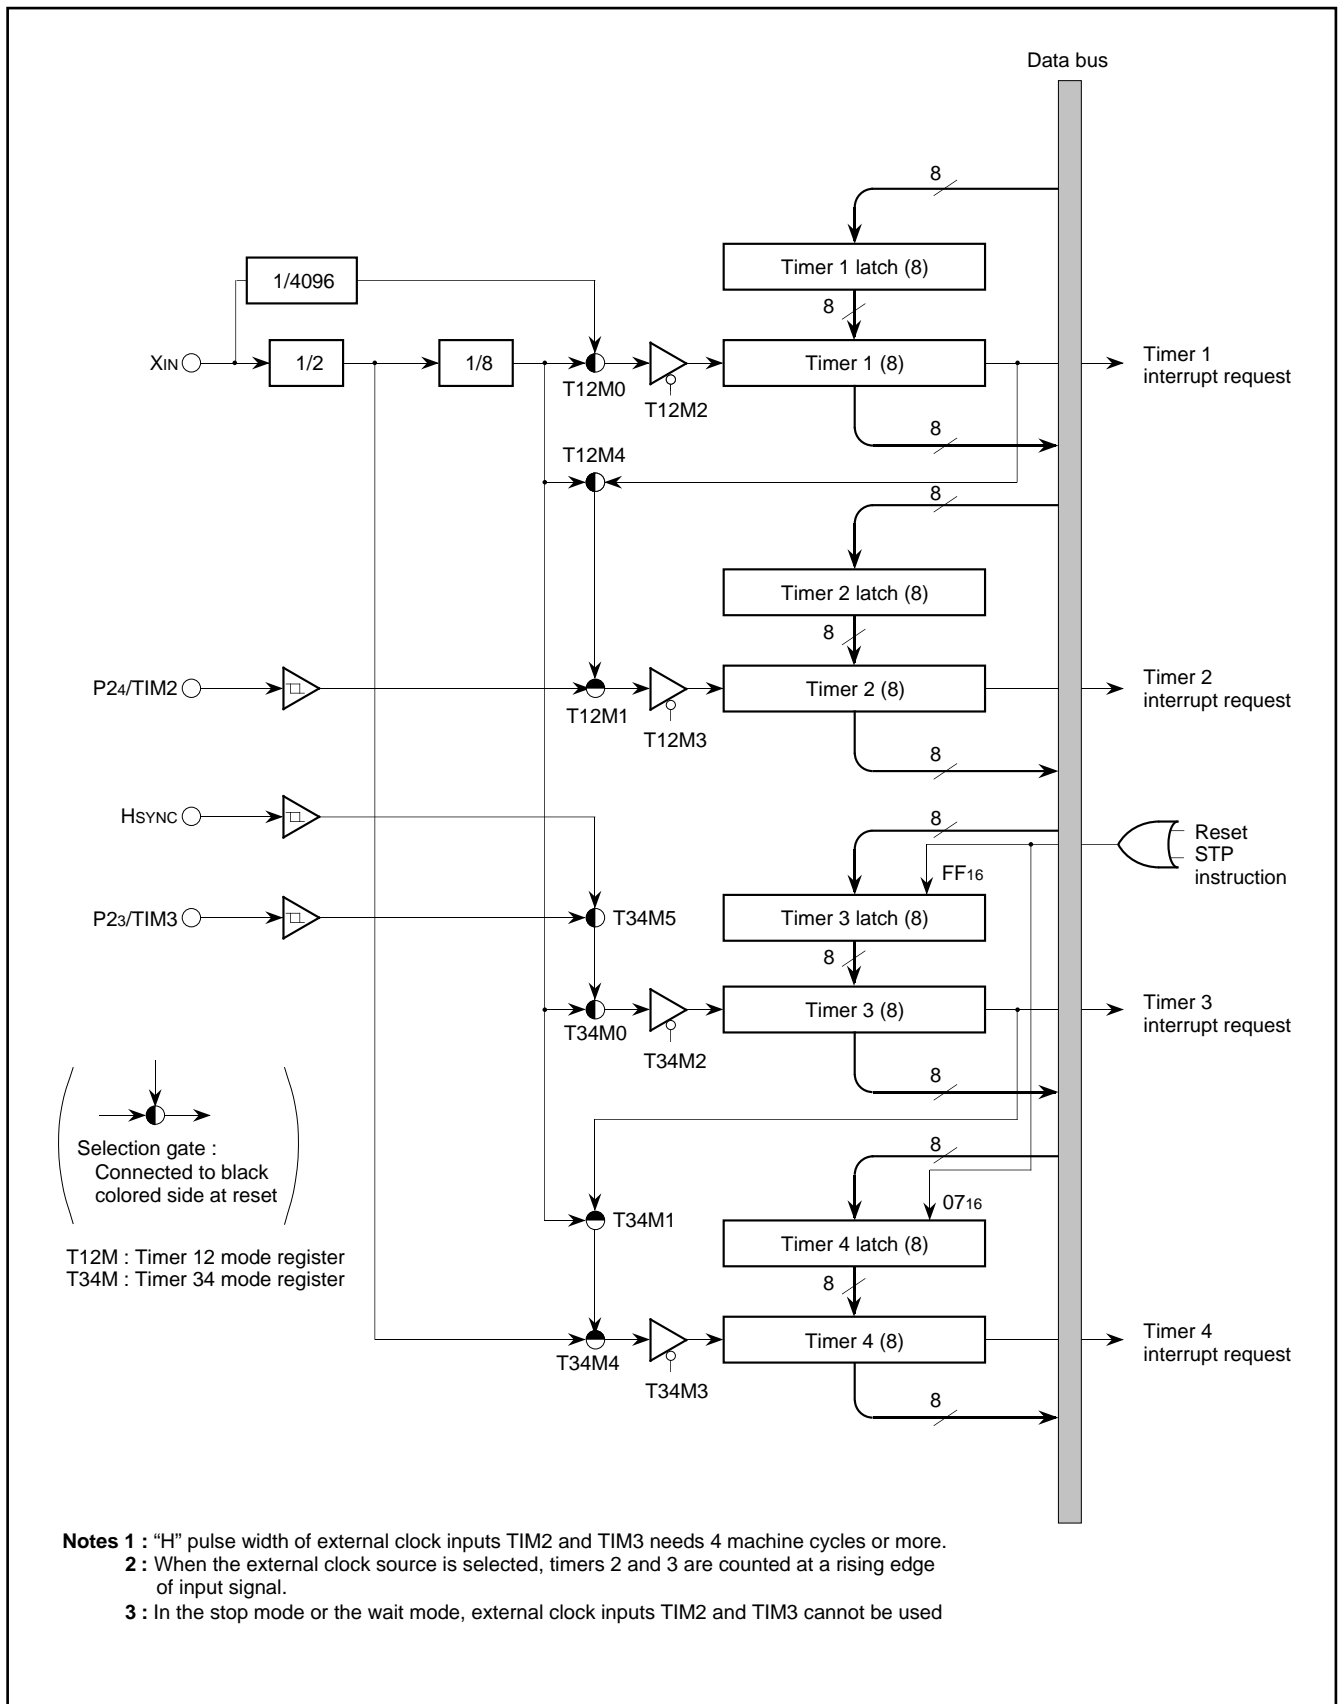 Data bus
8
Timer 1 latch (8)
1/4096
8
XIN
1/2
1/8
Timer 1 (8)
Timer 1
interrupt request
T12M0
T12M2
8
T12M4
8
Timer 2 latch (8)
8
P24/TIM2
Timer 2 (8)
Timer 2
interrupt request
T12M1
T12M3
8
HSYNC
8
Reset
STP
instruction
FF16
P23/TIM3
T34M5
Timer 3 latch (8)
8
Timer 3 (8)
Timer 3
interrupt request
T34M0
T34M2
8
Selection gate :
Connected to black
colored side at reset
8
0716
T34M1
Timer 4 latch (8)
T12M : Timer 12 mode register
T34M : Timer 34 mode register
8
Timer 4 (8)
Timer 4
interrupt request
T34M4
T34M3
8
Notes 1 : “H” pulse width of external clock inputs TIM2 and TIM3 needs 4 machine cycles or more.
2 : When the external clock source is selected, timers 2 and 3 are counted at a rising edge
of input signal.
3 : In the stop mode or the wait mode, external clock inputs TIM2 and TIM3 cannot be used